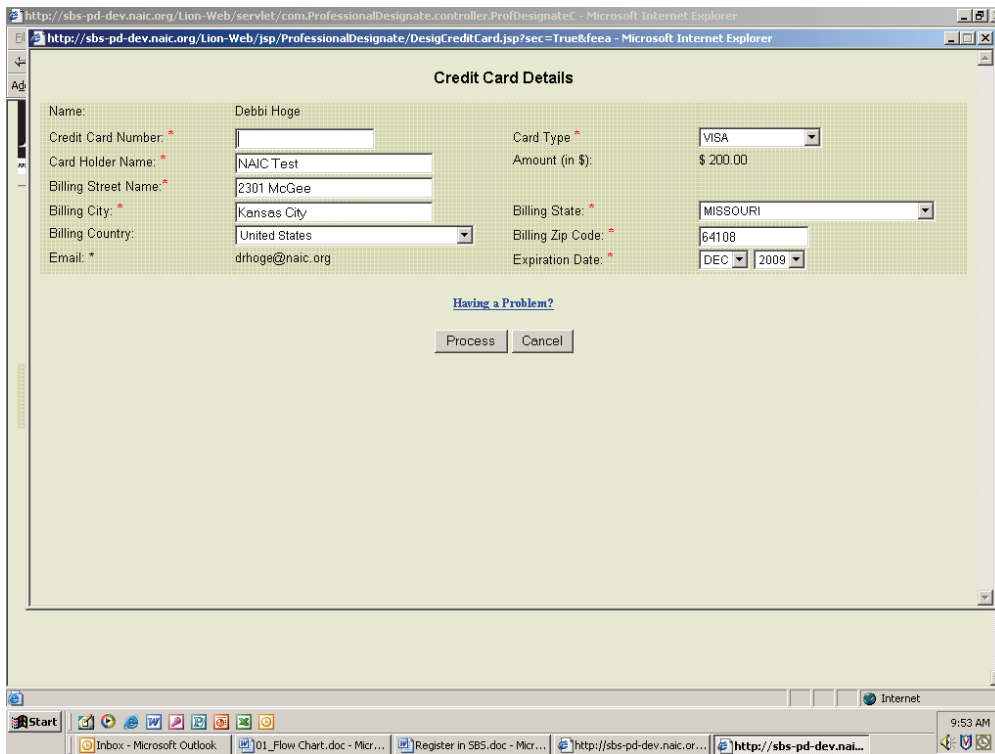 http://sbs-pd-dev.naic.org/Lion-Web/servlet/com.ProfessionalDesignate.controller.ProfDesignateC - Microsoft Internet Explorer
http://sbs-pd-dev.naic.org/Lion-Web/jsp/ProfessionalDesignate/DesigCreditCard.jsp?sec=True&feea - Microsoft Internet Explorer
Credit Card Details
Name: Debbi Hoge
Credit Card Number: * Card Type * VISA
Card Holder Name: * NAIC Test Amount (in $): $ 200.00
Billing Street Name:* 2301 McGee
Billing City: * Kansas City Billing State: * MISSOURI
Billing Country: United States Billing Zip Code: * 64108
Email: * drhoge@naic.org Expiration Date: * DEC 2009
Having a Problem?
Process Cancel
Internet
Start 9:53 AM
Inbox - Microsoft Outlook 01_Flow Chart.doc - Micr... Register in SBS.doc - Micr... http://sbs-pd-dev.naic.or... http://sbs-pd-dev.nai...